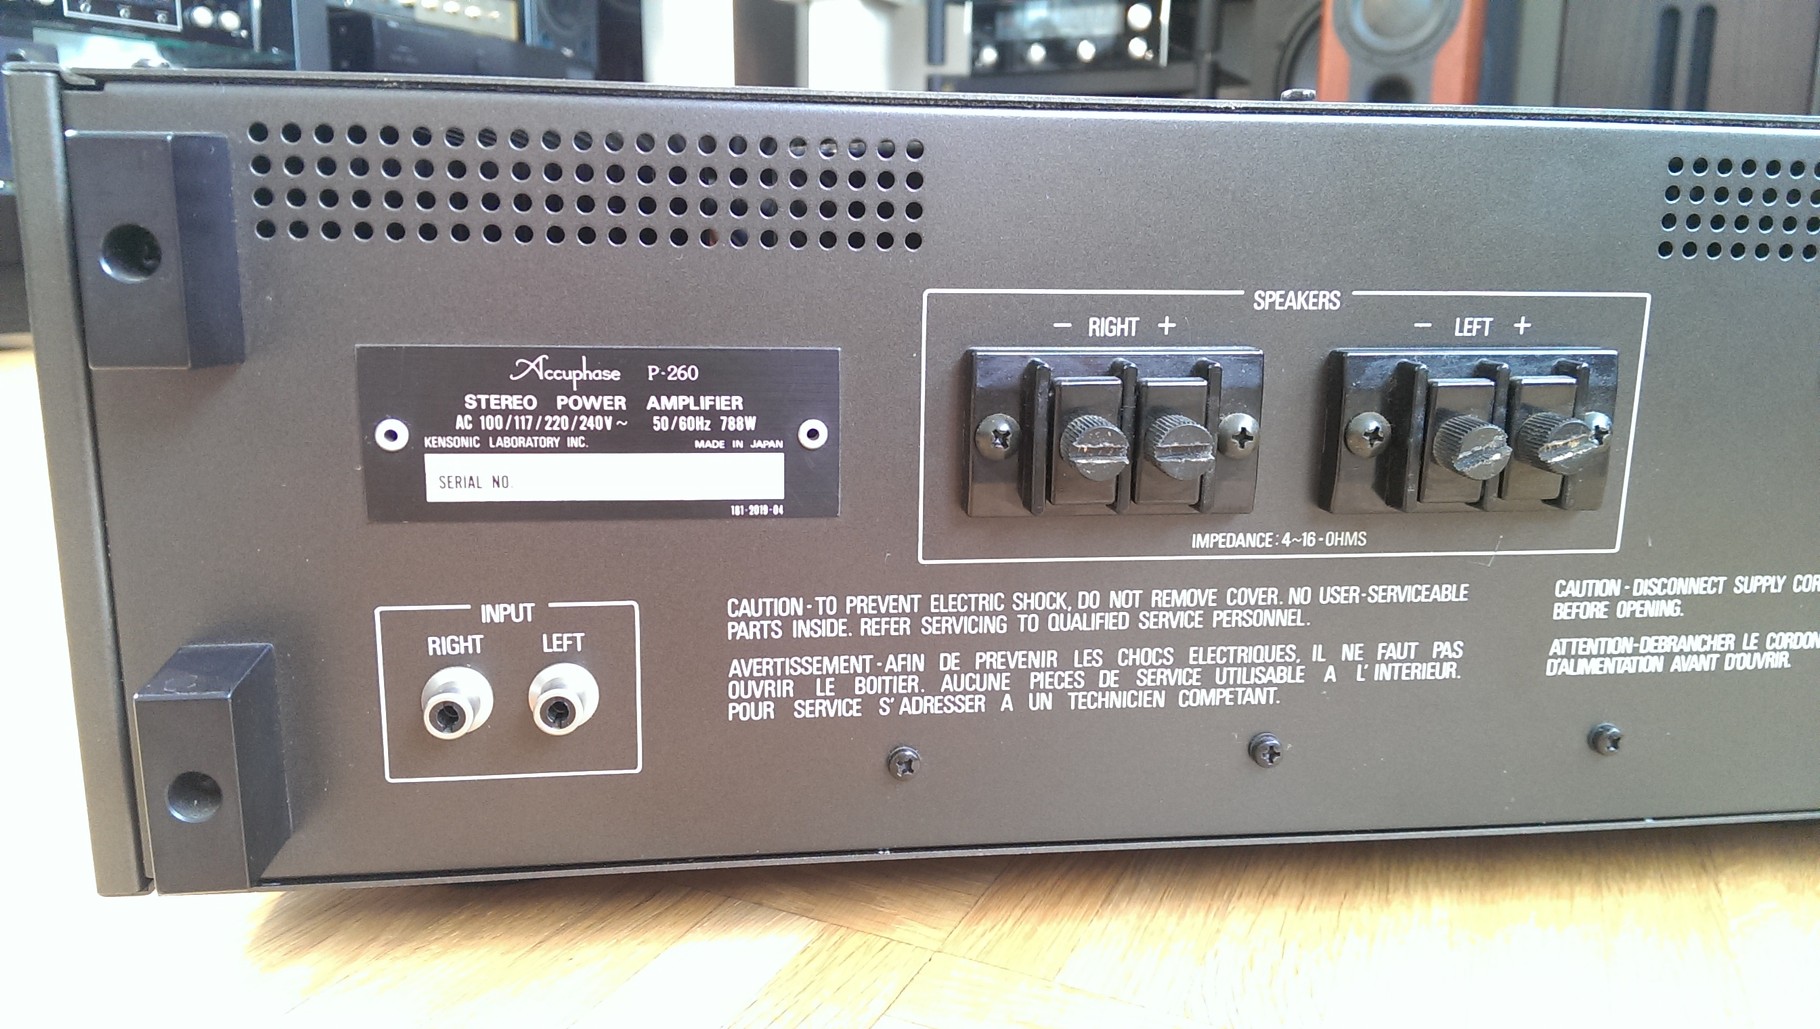 Accuphase P-260
STEREO POWER AMPLIFIER
AC 100/117/220/240V~ 50/60Hz 788W
KENSONIC LABORATORY INC. MADE IN JAPAN
SERIAL NO.
181-2019-04
SPEAKERS
- RIGHT +
- LEFT +
IMPEDANCE: 4~16-OHMS
INPUT
RIGHT LEFT
CAUTION-TO PREVENT ELECTRIC SHOCK, DO NOT REMOVE COVER. NO USER-SERVICEABLE
PARTS INSIDE. REFER SERVICING TO QUALIFIED SERVICE PERSONNEL.
AVERTISSEMENT-AFIN DE PREVENIR LES CHOCS ELECTRIQUES, IL NE FAUT PAS
OUVRIR LE BOITIER. AUCUNE PIECES DE SERVICE UTILISABLE A L'INTERIEUR.
POUR SERVICE S'ADRESSER A UN TECHNICIEN COMPETANT.
CAUTION-DISCONNECT SUPPLY COR
BEFORE OPENING.
ATTENTION-DEBRANCHER LE CORDON
D'ALIMENTATION AVANT D'OUVRIR.